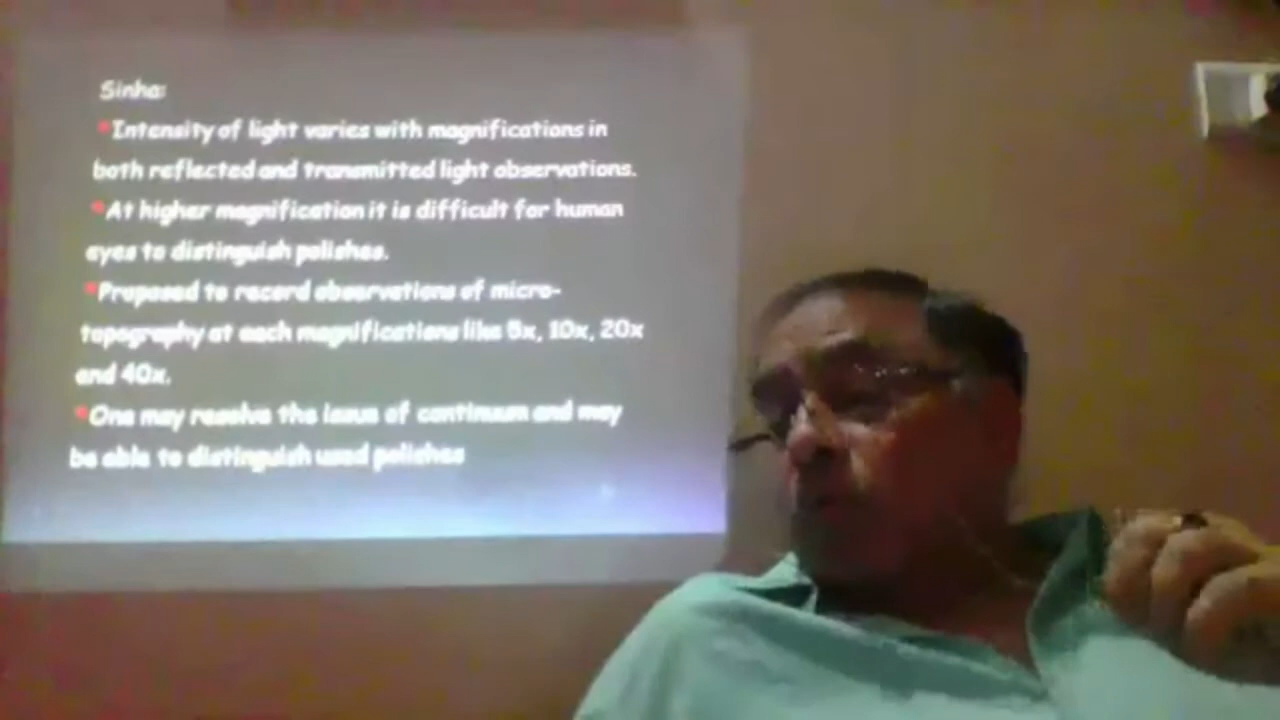 Sinha:
Intensity of light varies with magnifications in
both reflected and transmitted light observations.
At higher magnification it is difficult for human
eyes to distinguish polishes.
Proposed to record observations of micro-
topography at each magnifications like 5x, 10x, 20x
and 40x.
One may resolve the issue of continuum and may
be able to distinguish used polishes